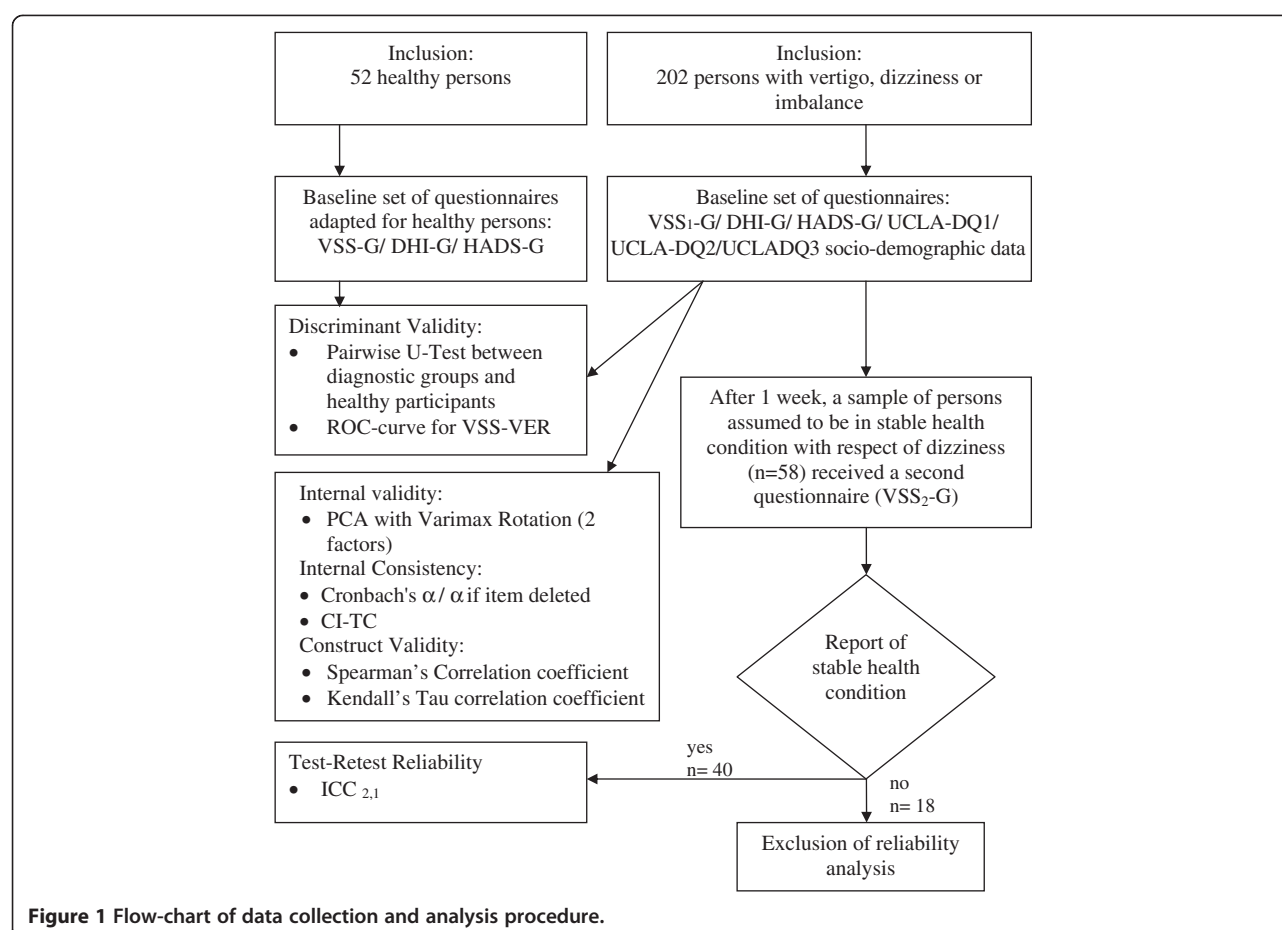 Inclusion:
52 healthy persons
Inclusion:
202 persons with vertigo, dizziness or
imbalance
Baseline set of questionnaires
adapted for healthy persons:
VSS-G/ DHI-G/ HADS-G
Baseline set of questionnaires:
VSS₁-G/ DHI-G/ HADS-G/ UCLA-DQ1/
UCLA-DQ2/UCLADQ3 socio-demographic data
Discriminant Validity:
• Pairwise U-Test between
diagnostic groups and
healthy participants
• ROC-curve for VSS-VER
After 1 week, a sample of persons
assumed to be in stable health
condition with respect of dizziness
(n=58) received a second
questionnaire (VSS₂-G)
Internal validity:
• PCA with Varimax Rotation (2
factors)
Internal Consistency:
• Cronbach's α / α if item deleted
• CI-TC
Construct Validity:
• Spearman's Correlation coefficient
• Kendall's Tau correlation coefficient
Report of
stable health
condition
yes
n= 40
Test-Retest Reliability
• ICC ₂,₁
no
n= 18
Exclusion of reliability
analysis
Figure 1 Flow-chart of data collection and analysis procedure.